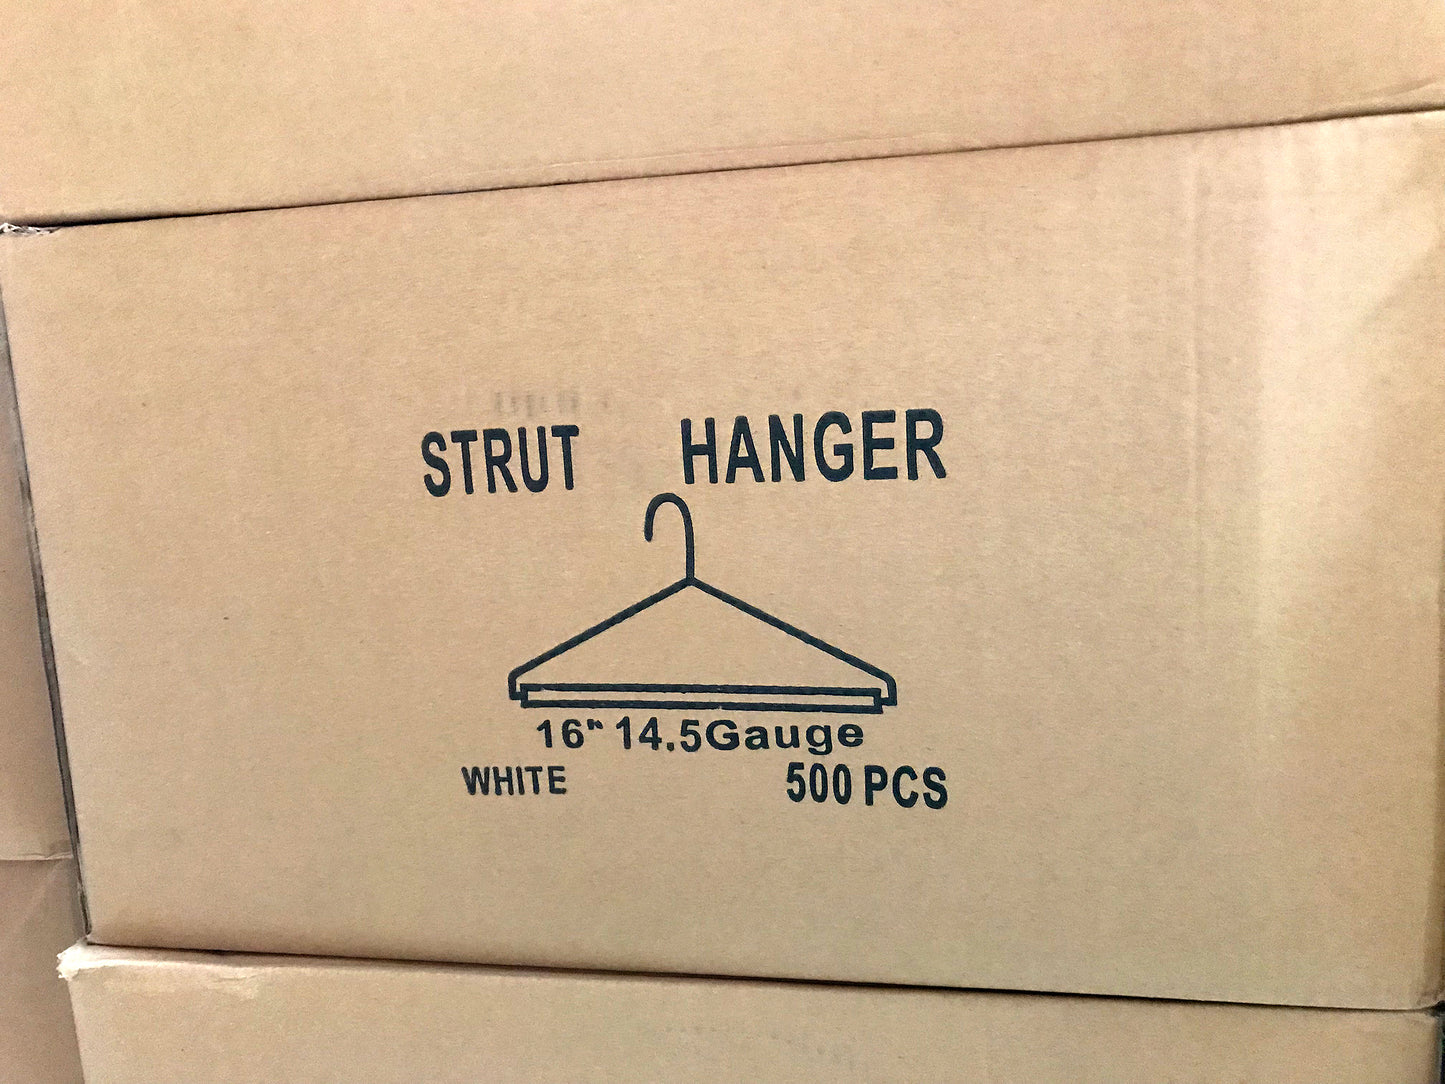 STRUT HANGER
16" 14.5Gauge
WHITE 500 PCS